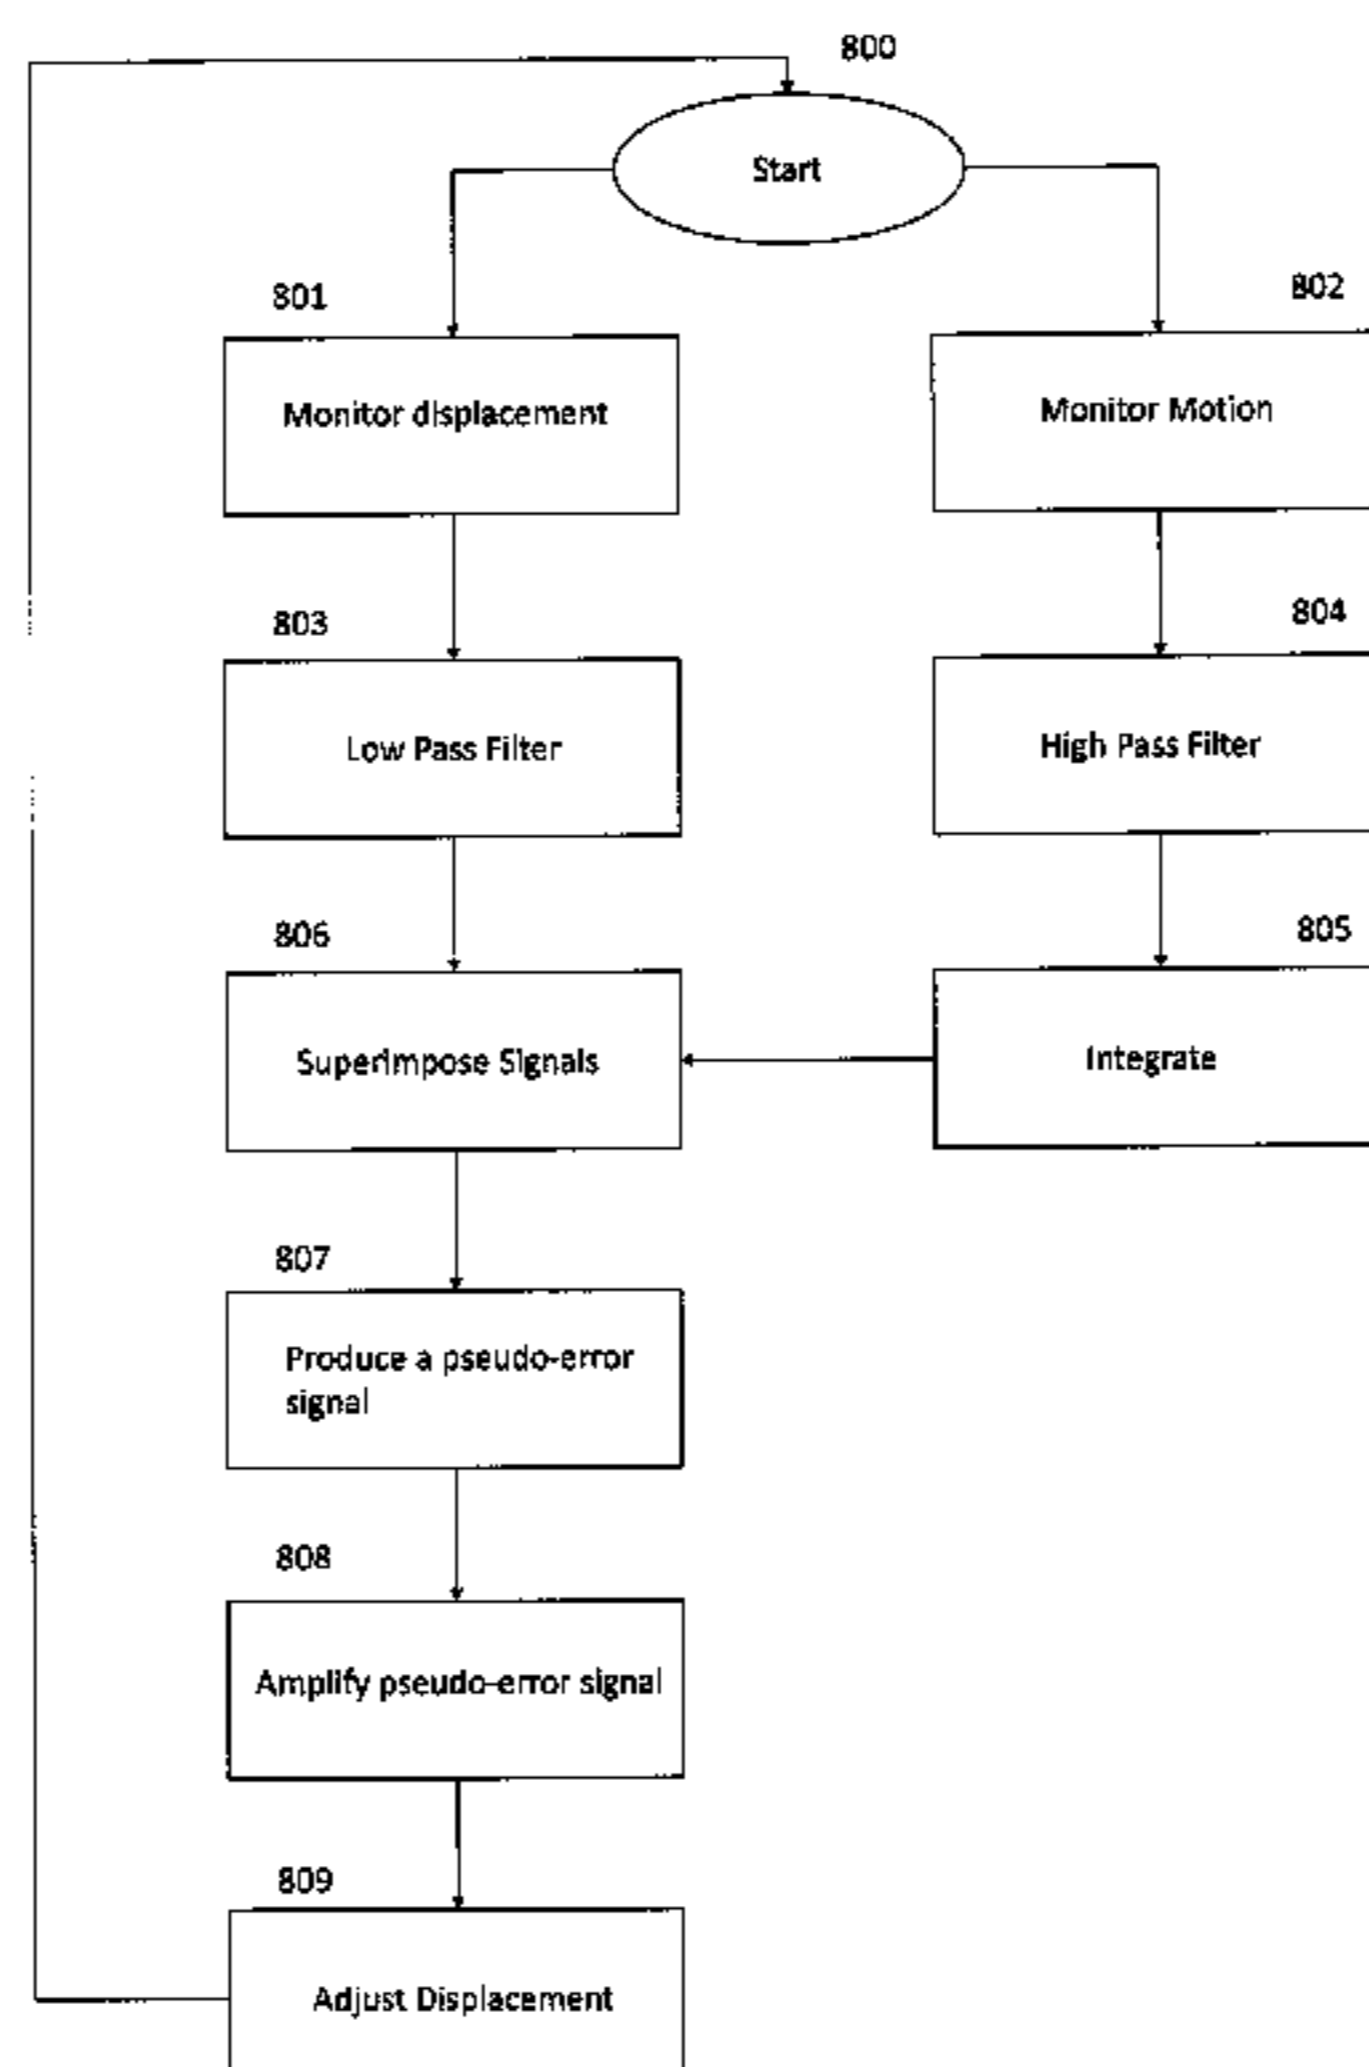 800
Start
801
802
Monitor displacement
Monitor Motion
803
804
Low Pass Filter
High Pass Filter
806
805
Superimpose Signals
Integrate
807
Produce a pseudo-error
signal
808
Amplify pseudo-error signal
809
Adjust Displacement